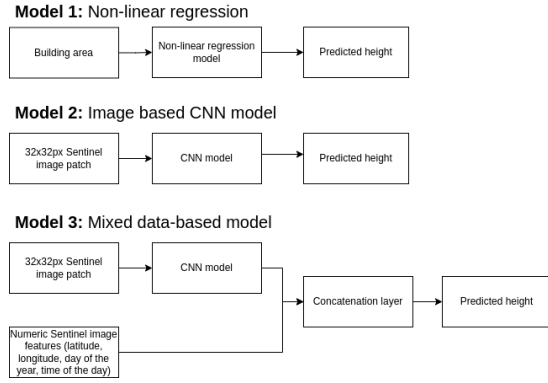 Model 1: Non-linear regression
Building area
Non-linear regression
model
Predicted height
Model 2: Image based CNN model
32x32px Sentinel
image patch
CNN model
Predicted height
Model 3: Mixed data-based model
32x32px Sentinel
image patch
CNN model
Concatenation layer
Predicted height
Numeric Sentinel image
features (latitude,
longitude, day of the
year, time of the day)